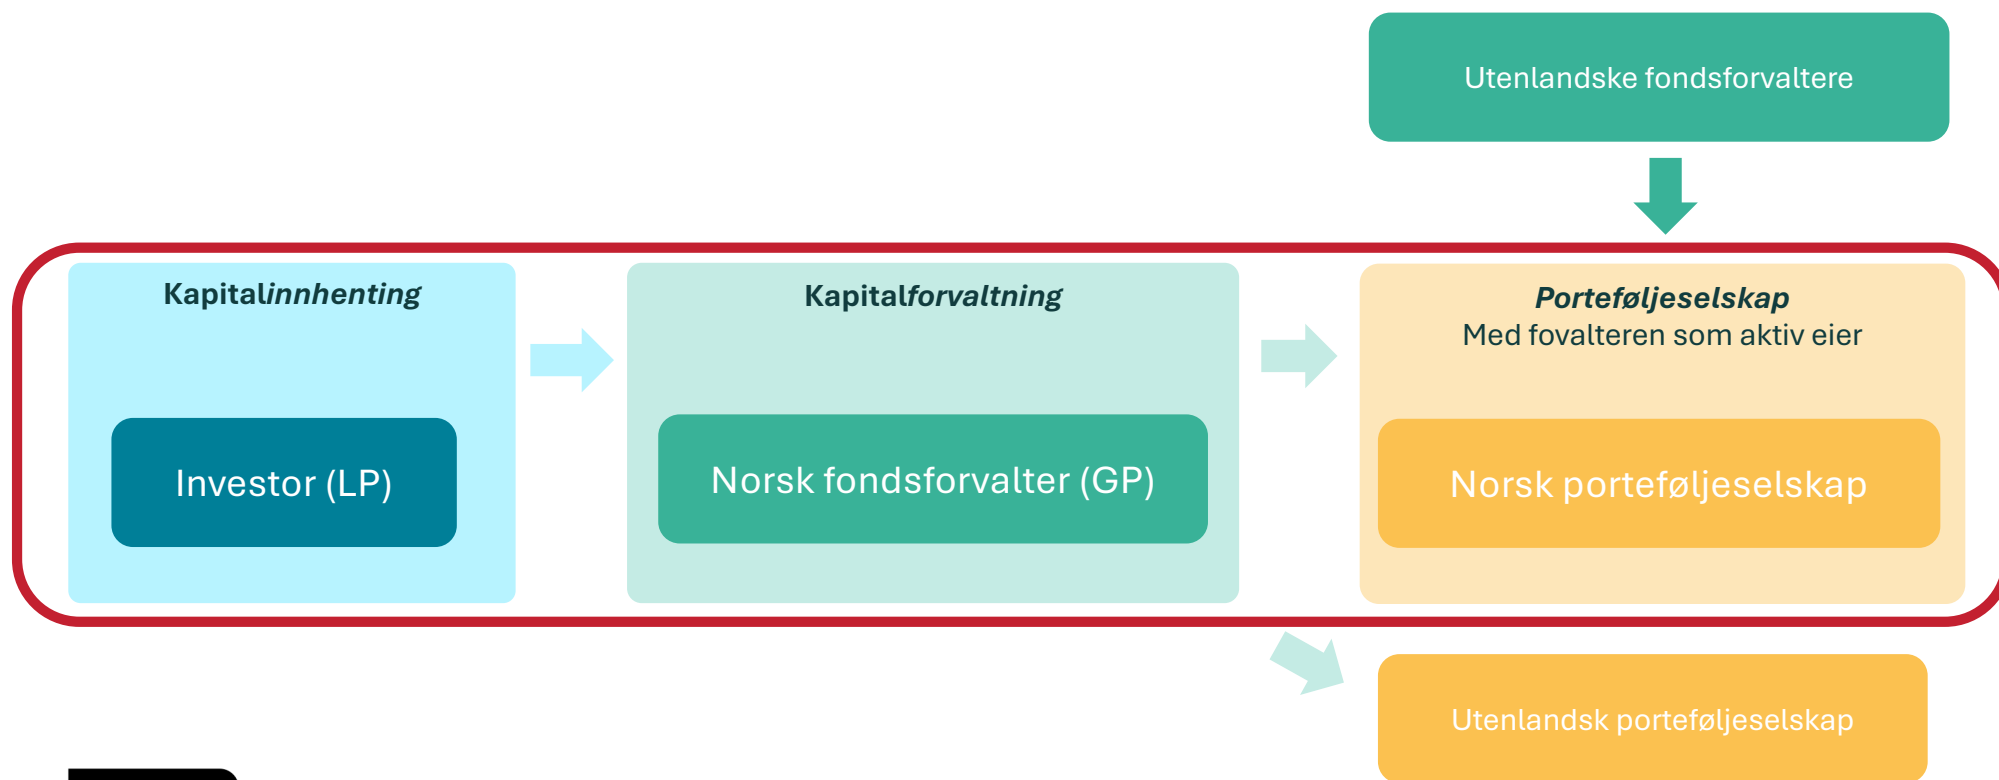 Utenlandske fondsforvaltere
Kapitalinnhenting
Kapitalforvaltning
Porteføljeselskap
Med fovalteren som aktiv eier
Investor (LP)
Norsk fondsforvalter (GP)
Norsk porteføljeselskap
Utenlandsk porteføljeselskap